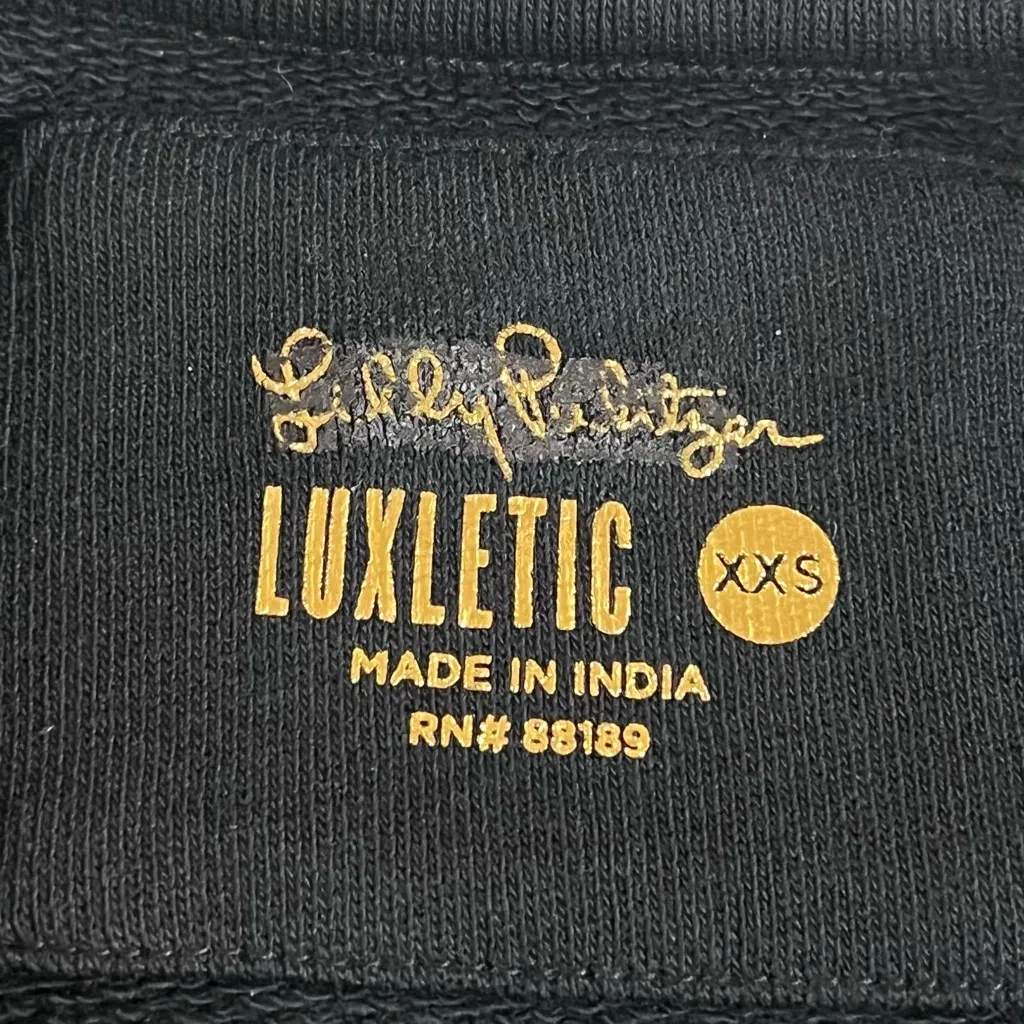 Lilly Pulitzer
LUXLETIC XXS
MADE IN INDIA
RN# 88189